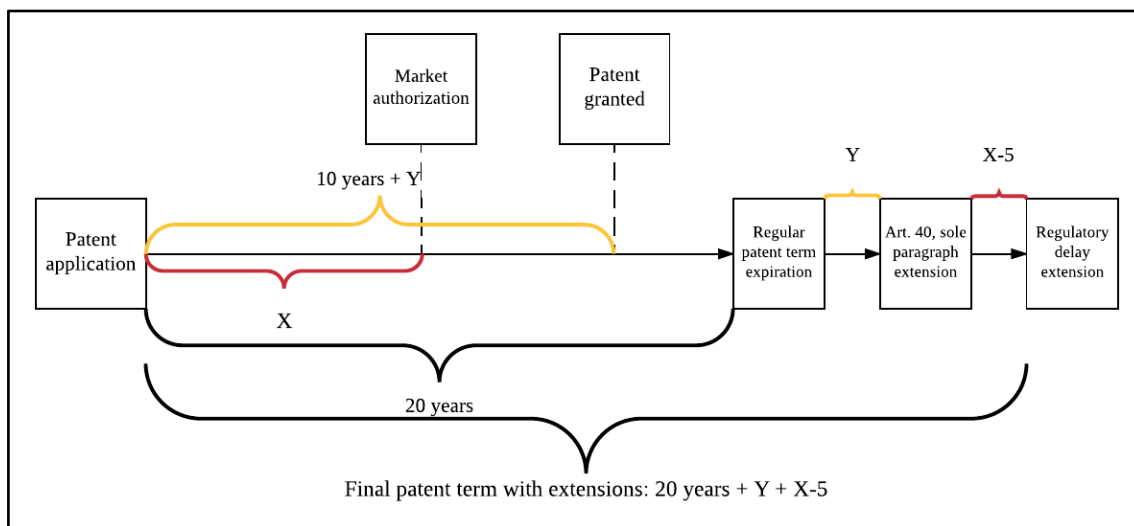 Market
authorization
Patent
granted
10 years + Y
Y
X-5
Patent
application
Regular
patent term
expiration
Art. 40, sole
paragraph
extension
Regulatory
delay
extension
X
20 years
Final patent term with extensions: 20 years + Y + X-5